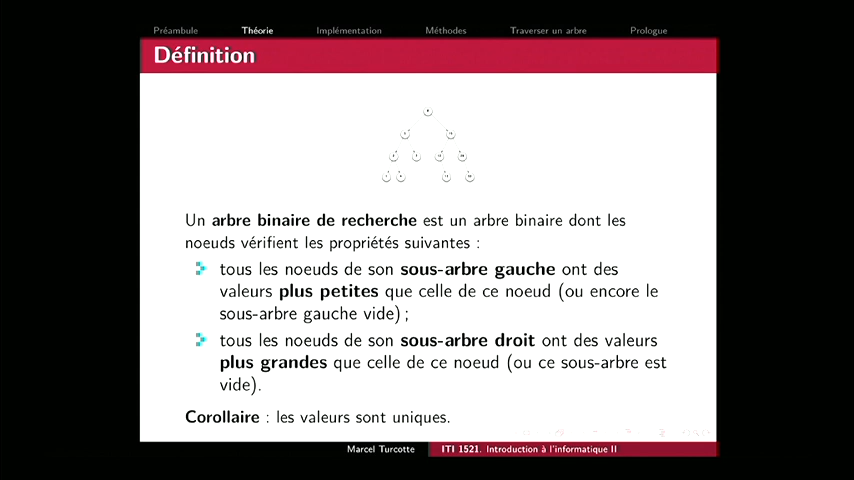 Préambule Théorie Implémentation Méthodes Traverser un arbre Prologue
Définition
Un arbre binaire de recherche est un arbre binaire dont les
noeuds vérifient les propriétés suivantes :
tous les noeuds de son sous-arbre gauche ont des
valeurs plus petites que celle de ce noeud (ou encore le
sous-arbre gauche vide) ;
tous les noeuds de son sous-arbre droit ont des valeurs
plus grandes que celle de ce noeud (ou ce sous-arbre est
vide).
Corollaire : les valeurs sont uniques.
Marcel Turcotte ITI 1521. Introduction à l'informatique II